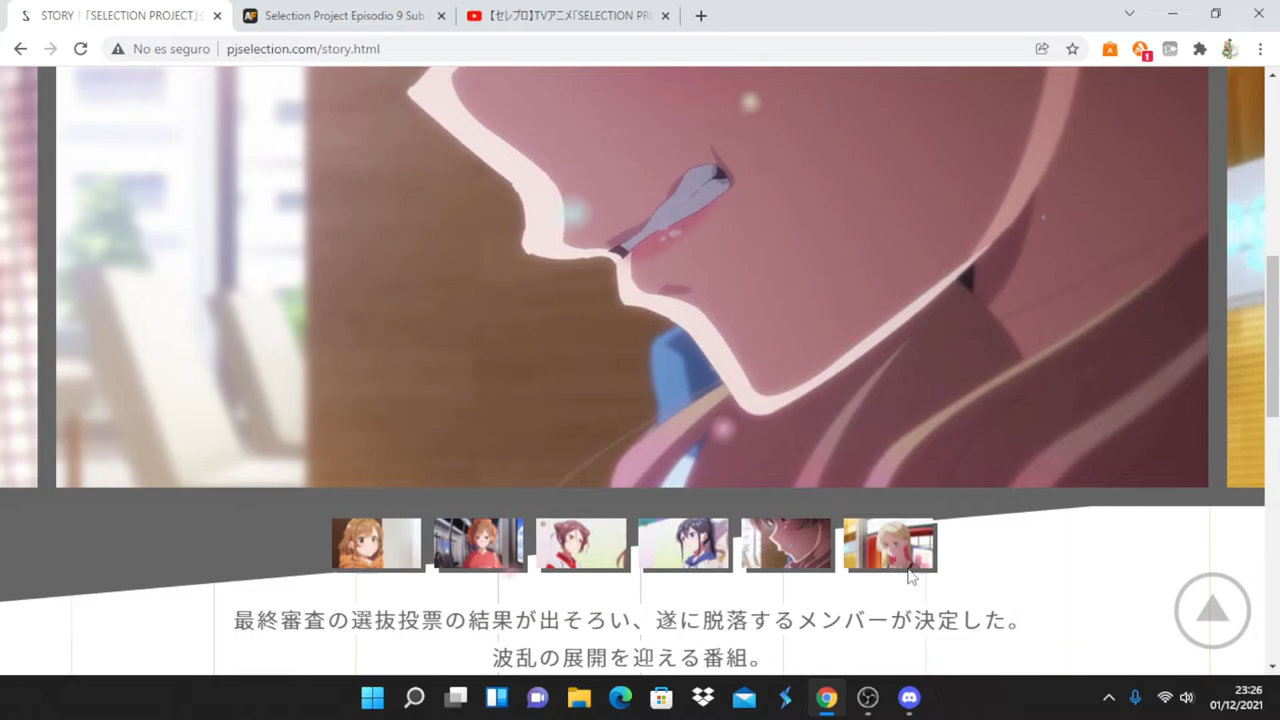 STORY | 「SELECTION PROJECT」
Selection Project Episodio 9 Sub
【セレプロ】TVアニメ「SELECTION PR
No es seguro
pjselection.com/story.html
1
最終審査の選抜投票の結果が出そろい、遂に脱落するメンバーが決定した。
波乱の展開を迎える番組。
23:26
01/12/2021